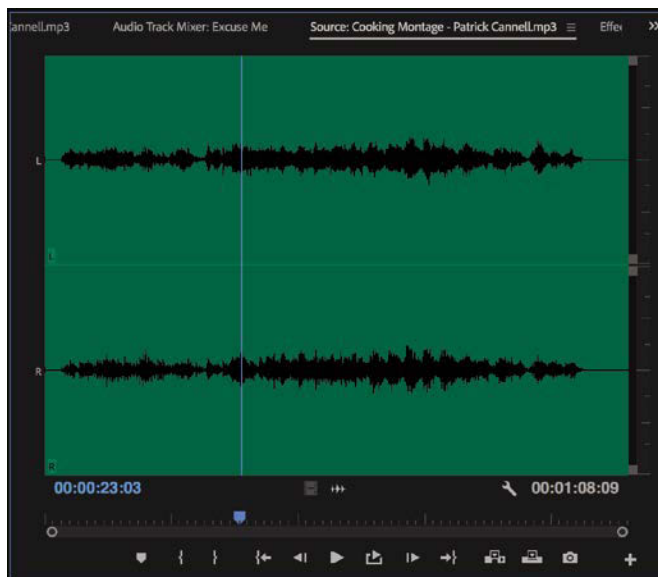 annell.mp3 Audio Track Mixer: Excuse Me Source: Cooking Montage - Patrick Cannell.mp3 Effec
L
L
R
R
00:00:23:03 00:01:08:09